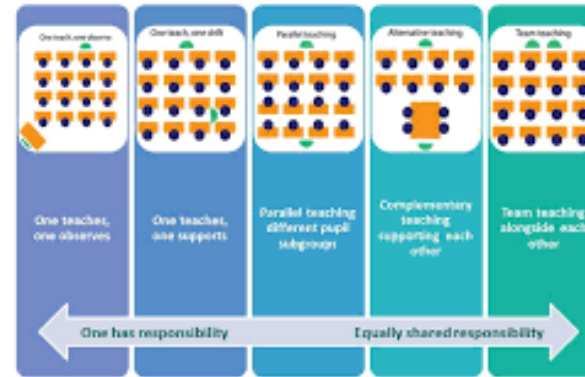 One teach, one observe
One teach, one drift
Parallel teaching
Alternative teaching
Team teaching
One teaches,
one observes
One teaches,
one supports
Parallel teaching
different pupil
subgroups
Complementary
teaching
supporting each
other
Team teaching
alongside each
other
One has responsibility
Equally shared responsibility